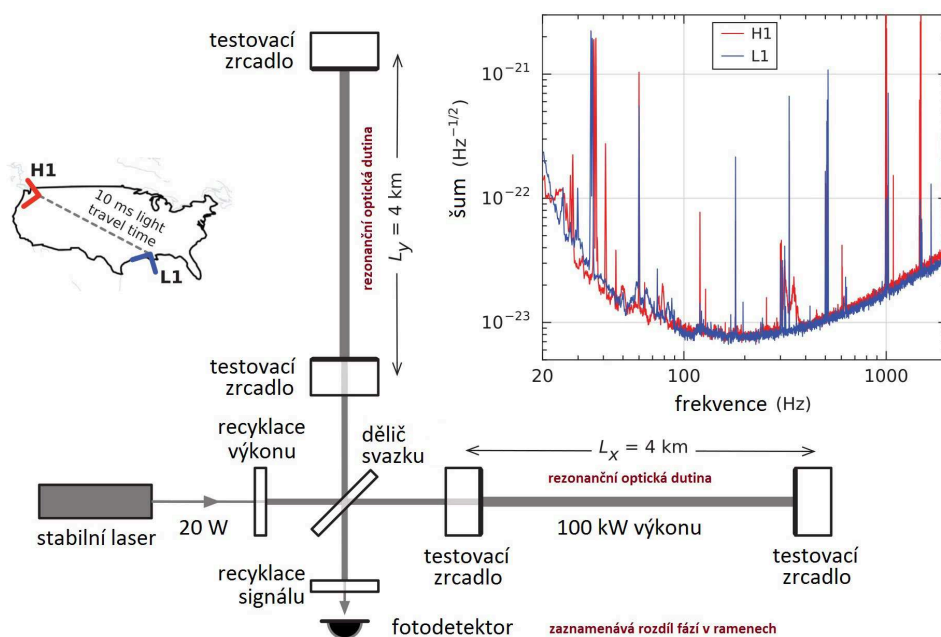 testovací
zrcadlo
rezonanční optická dutina
L_y = 4 km
H1
10 ms light
travel time
L1
testovací
zrcadlo
recyklace
výkonu
dělič
svazku
stabilní laser
20 W
L_x = 4 km
rezonanční optická dutina
100 kW výkonu
testovací
zrcadlo
testovací
zrcadlo
recyklace
signálu
fotodetektor
zaznamenává rozdíl fází v ramenech
H1
L1
šum (Hz^{-1/2})
10^{-21}
10^{-22}
10^{-23}
20
100
1000
frekvence (Hz)